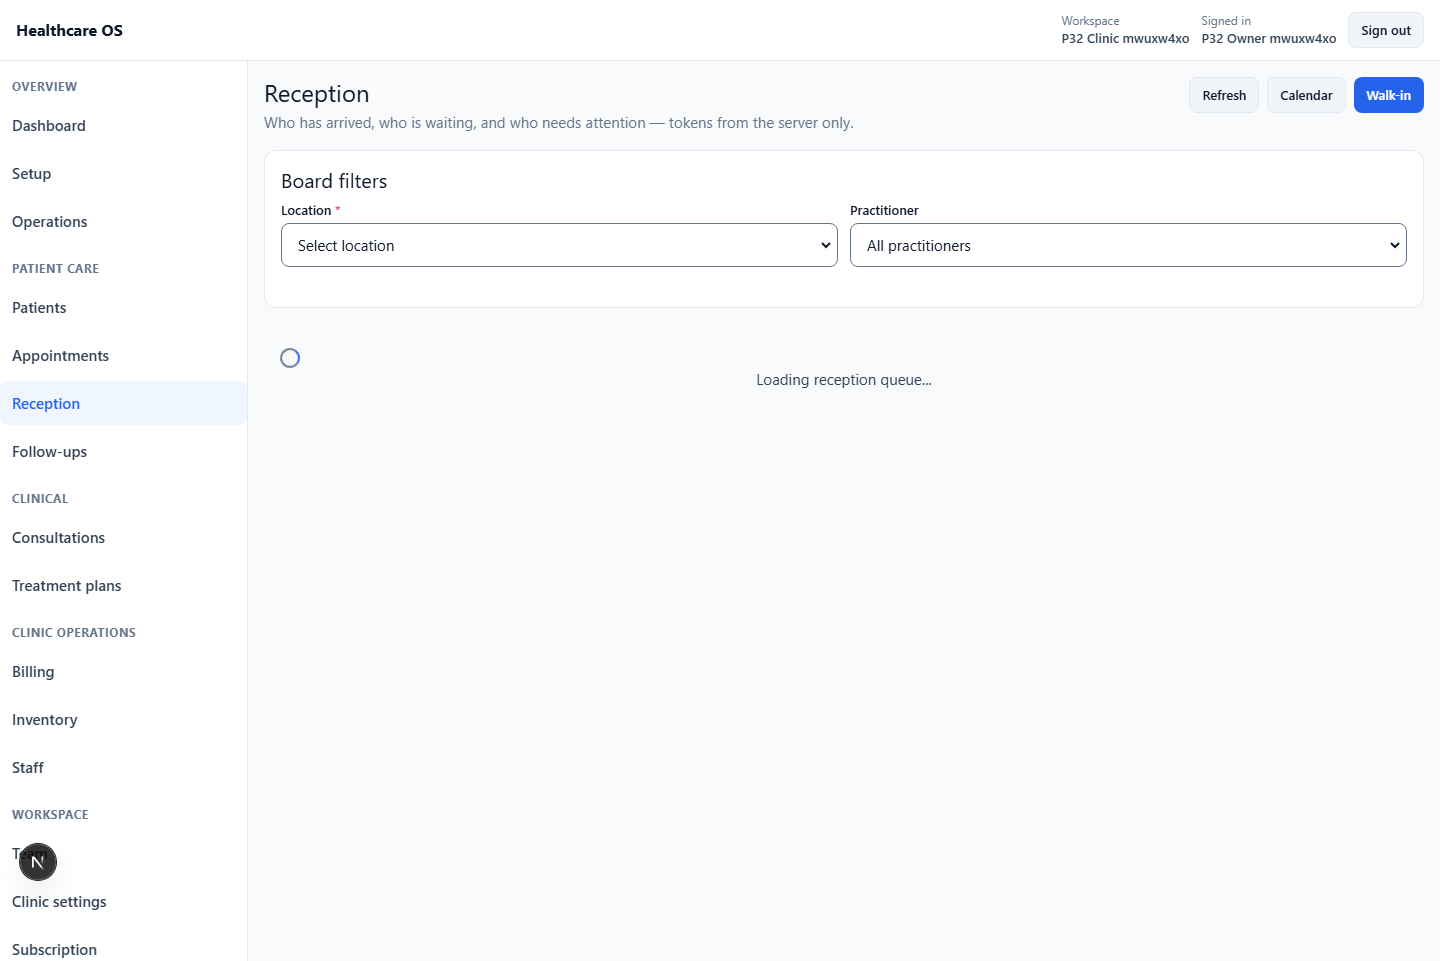 Healthcare OS
Workspace
P32 Clinic mwuxw4xo
Signed in
P32 Owner mwuxw4xo
Sign out
OVERVIEW
Dashboard
Setup
Operations
PATIENT CARE
Patients
Appointments
Reception
Follow-ups
CLINICAL
Consultations
Treatment plans
CLINIC OPERATIONS
Billing
Inventory
Staff
WORKSPACE
Team
N
Clinic settings
Subscription
Reception
Who has arrived, who is waiting, and who needs attention — tokens from the server only.
Refresh
Calendar
Walk-in
Board filters
Location *
Select location
Practitioner
All practitioners
Loading reception queue...